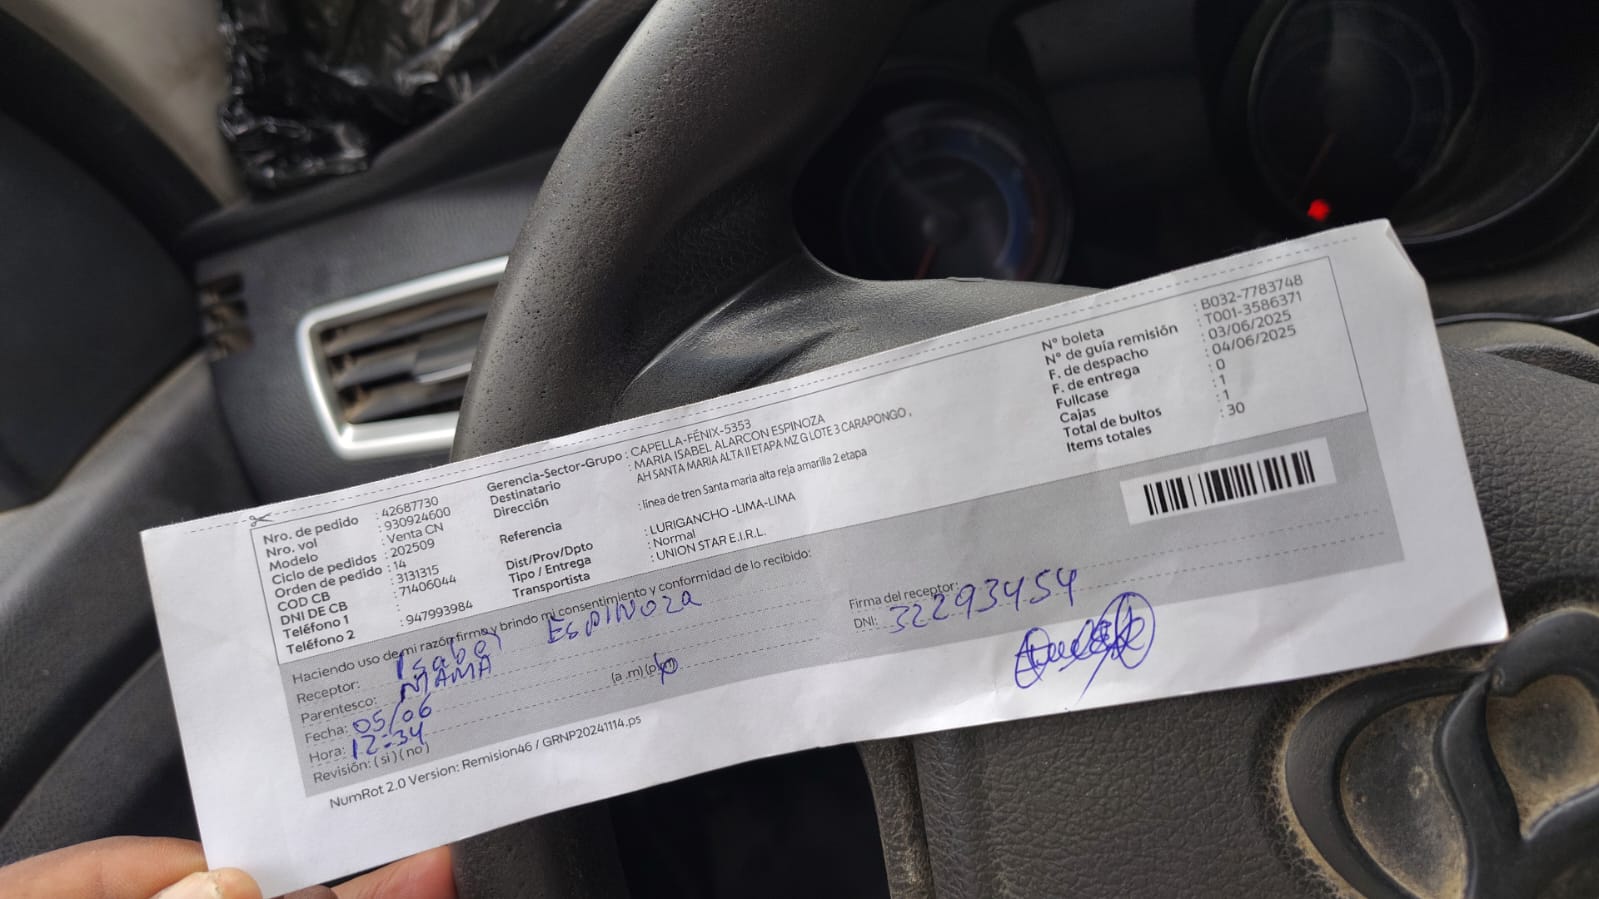 Nro. de pedido : 42687730
Nro. vol : 930924600
Modelo : Venta CN
Ciclo de pedidos : 202509
Orden de pedido : 14
COD CB : 3131315
DNI DE CB : 71406044
Teléfono 1 :
Teléfono 2 : 947993984
Gerencia-Sector-Grupo : CAPELLA-FÉNIX-5353
Destinatario : MARIA ISABEL ALARCON ESPINOZA
Dirección AH SANTA MARIA ALTA II ETAPA MZ G LOTE 3 CARAPONGO ,
Referencia : linea de tren Santa maria alta reja amarilla 2 etapa
Dist/Prov/Dpto : LURIGANCHO -LIMA-LIMA
Tipo / Entrega : Normal
Transportista : UNION STAR E.I.R.L.
N° boleta : B032-7783748
N° de guía remisión : T001-3586371
F. de despacho : 03/06/2025
F. de entrega : 04/06/2025
Fullcase : 0
Cajas : 1
Total de bultos : 1
Items totales : 30
Haciendo uso de mi razón firmo y brindo mi consentimiento y conformidad de lo recibido:
Receptor: Isabel ESPINOZA
Parentesco: MAMA
Fecha: 05/06
Hora: 12:34 (a .m) (p.m)
Revisión: ( si ) ( no )
Firma del receptor:
DNI: 32293454
NumRot 2.0 Version: Remision46 / GRNP20241114.ps